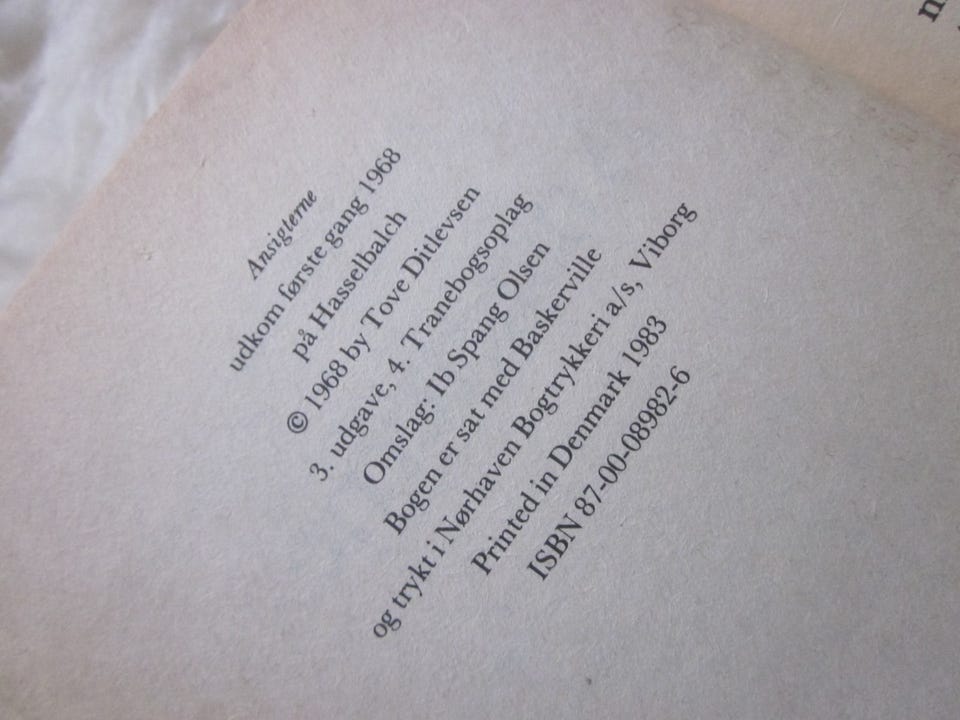 Ansigterne
udkom første gang 1968
på Hasselbalch
© 1968 by Tove Ditlevsen
3. udgave, 4. Tranebogsoplag
Omslag: Ib Spang Olsen
Bogen er sat med Baskerville
og trykt i Nørhaven Bogtrykkeri a/s, Viborg
Printed in Denmark 1983
ISBN 87-00-08982-6